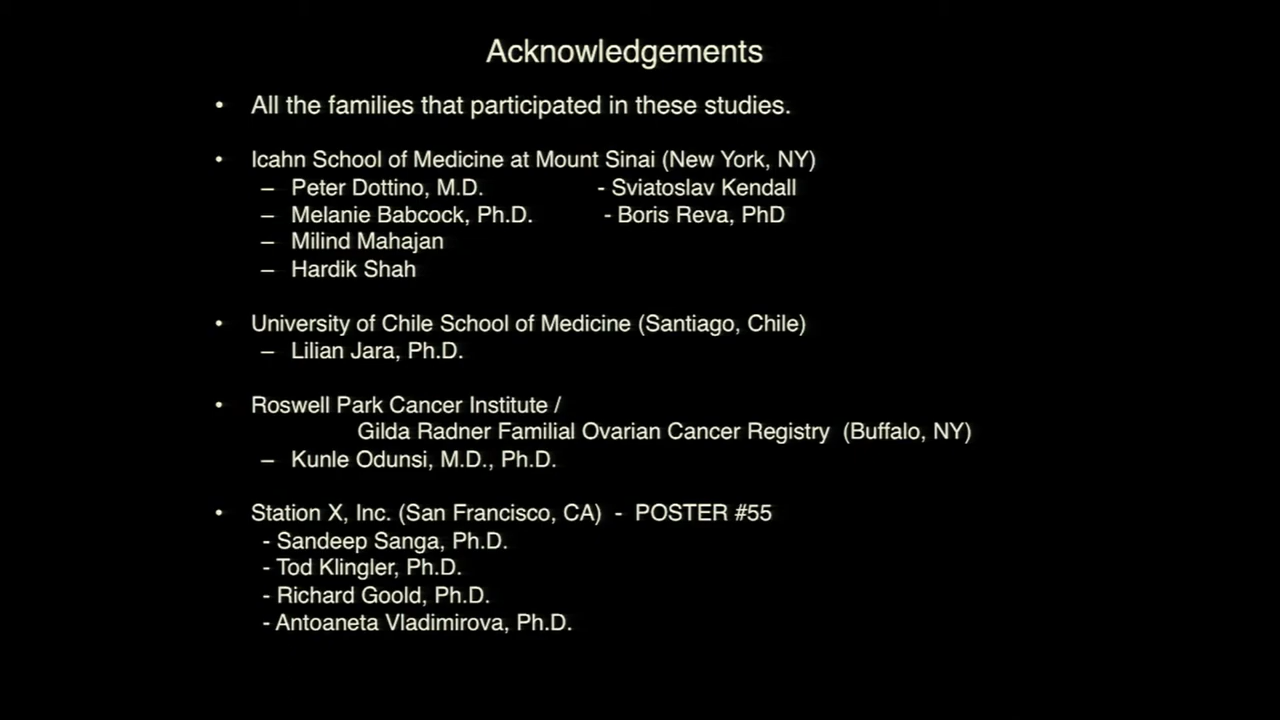 Acknowledgements
• All the families that participated in these studies.
• Icahn School of Medicine at Mount Sinai (New York, NY)
– Peter Dottino, M.D. - Sviatoslav Kendall
– Melanie Babcock, Ph.D. - Boris Reva, PhD
– Milind Mahajan
– Hardik Shah
• University of Chile School of Medicine (Santiago, Chile)
– Lilian Jara, Ph.D.
• Roswell Park Cancer Institute /
Gilda Radner Familial Ovarian Cancer Registry (Buffalo, NY)
– Kunle Odunsi, M.D., Ph.D.
• Station X, Inc. (San Francisco, CA) - POSTER #55
- Sandeep Sanga, Ph.D.
- Tod Klingler, Ph.D.
- Richard Goold, Ph.D.
- Antoaneta Vladimirova, Ph.D.